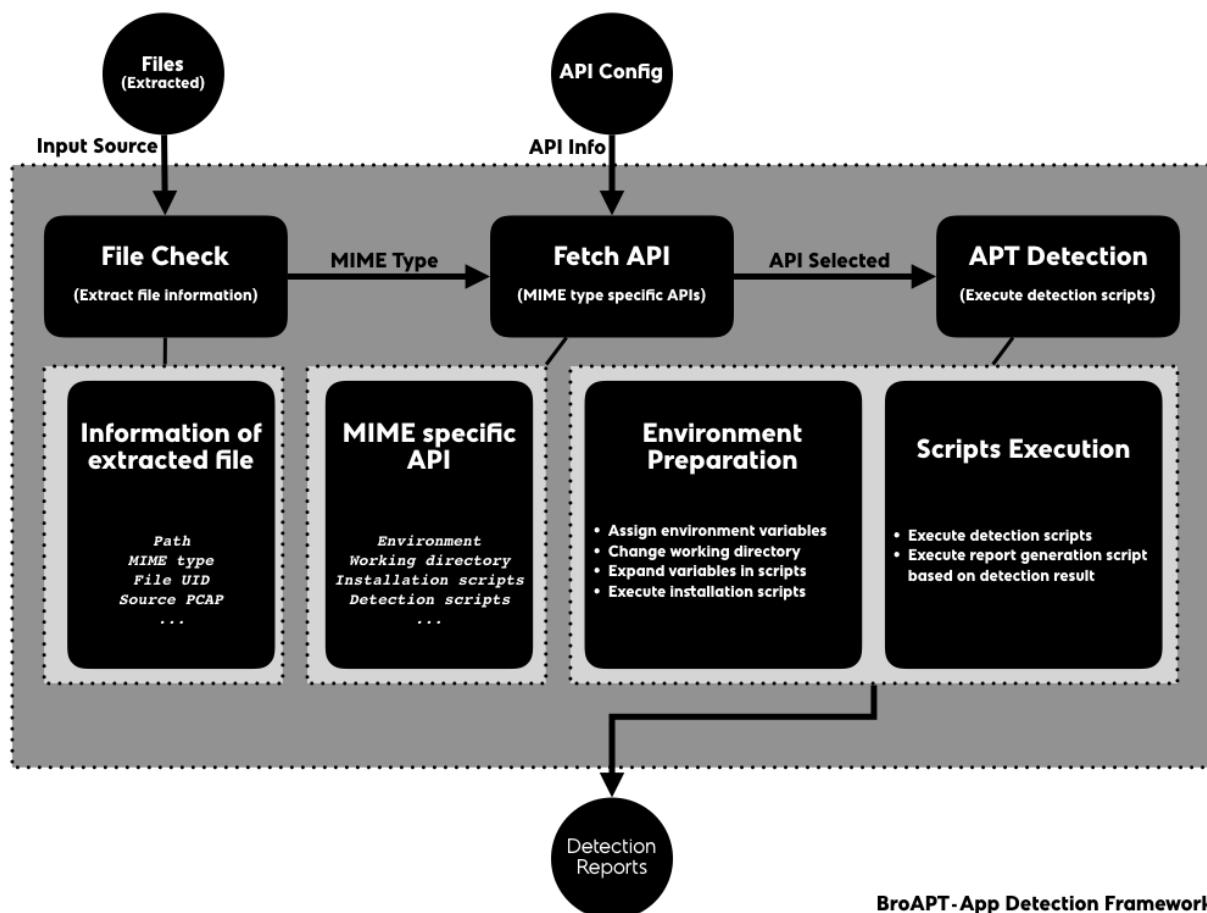 Files
(Extracted)
API Config
Input Source
API Info
File Check
(Extract file information)
MIME Type
Fetch API
(MIME type specific APIs)
API Selected
APT Detection
(Execute detection scripts)
Information of
extracted file
Path
MIME type
File UID
Source PCAP
...
MIME specific
API
Environment
Working directory
Installation scripts
Detection scripts
...
Environment
Preparation
• Assign environment variables
• Change working directory
• Expand variables in scripts
• Execute installation scripts
Scripts Execution
• Execute detection scripts
• Execute report generation script
based on detection result
Detection
Reports
BroAPT-App Detection Framework